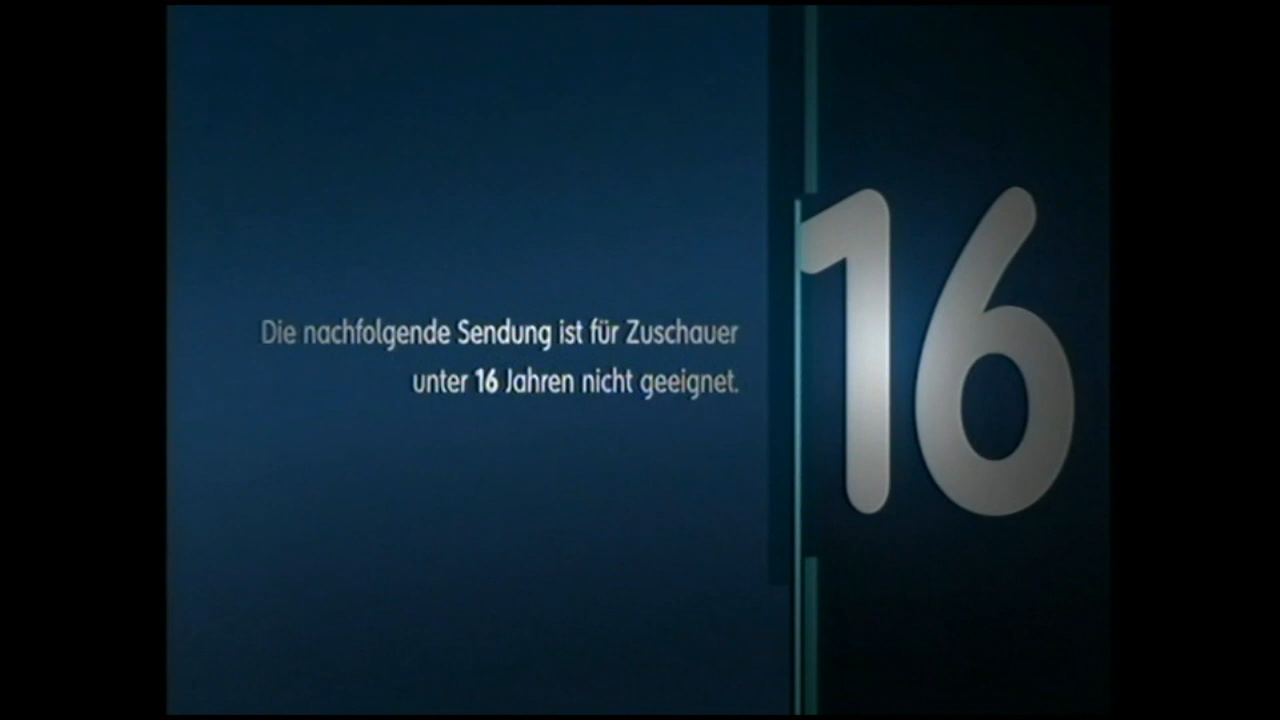 Die nachfolgende Sendung ist für Zuschauer
unter 16 Jahren nicht geeignet.
16